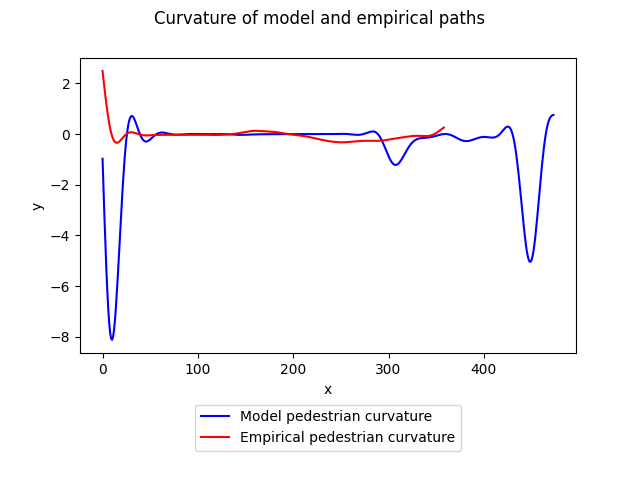 Curvature of model and empirical paths
2
0
−2
−4
−6
−8
y
0 100 200 300 400
x
Model pedestrian curvature
Empirical pedestrian curvature